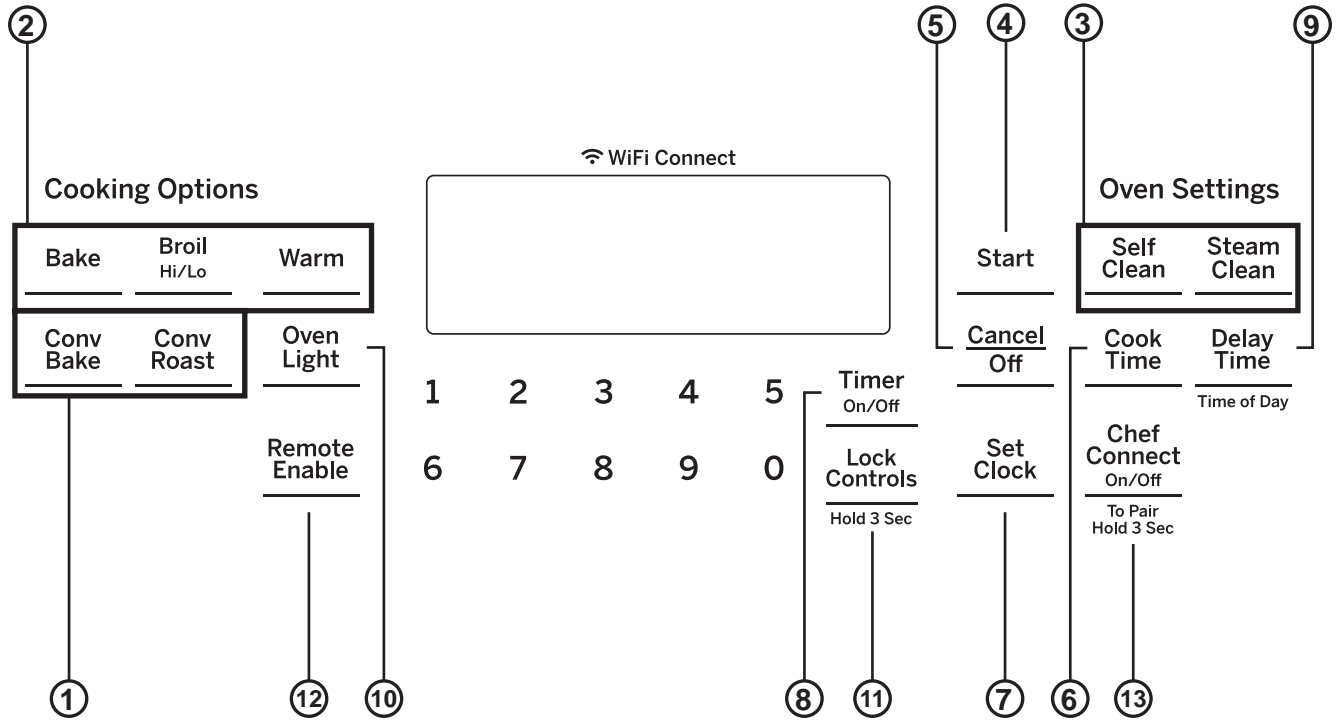 2
5
4
3
9
WiFi Connect
Cooking Options
Oven Settings
Bake
Broil
Hi/Lo
Warm
Start
Self
Clean
Steam
Clean
Conv
Bake
Conv
Roast
Oven
Light
Cancel
Off
Cook
Time
Delay
Time
Time of Day
1 2 3 4 5
Timer
On/Off
Remote
Enable
6 7 8 9 0
Lock
Controls
Hold 3 Sec
Set
Clock
Chef
Connect
On/Off
To Pair
Hold 3 Sec
1
12
10
8
11
7
6
13